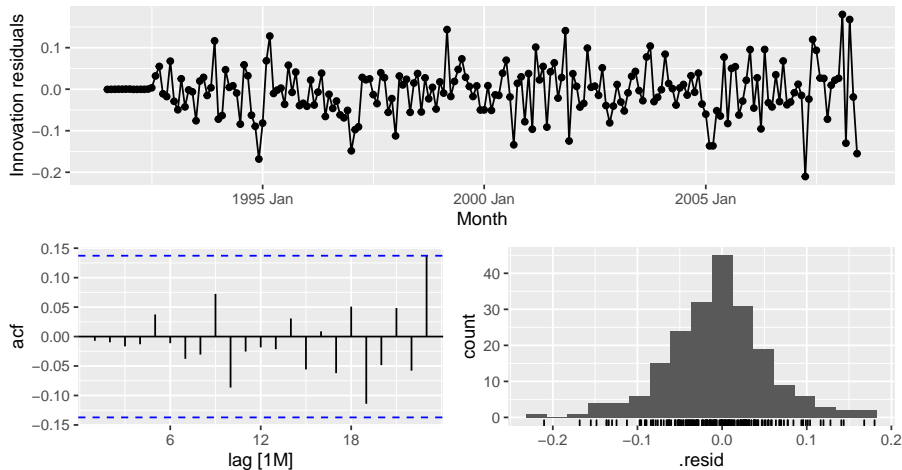 Innovation residuals
0.1
0.0
−0.1
−0.2
1995 Jan
2000 Jan
2005 Jan
Month
acf
0.15
0.10
0.05
0.00
−0.05
−0.10
−0.15
6
12
18
lag [1M]
count
40
30
20
10
0
−0.2
−0.1
0.0
0.1
0.2
.resid